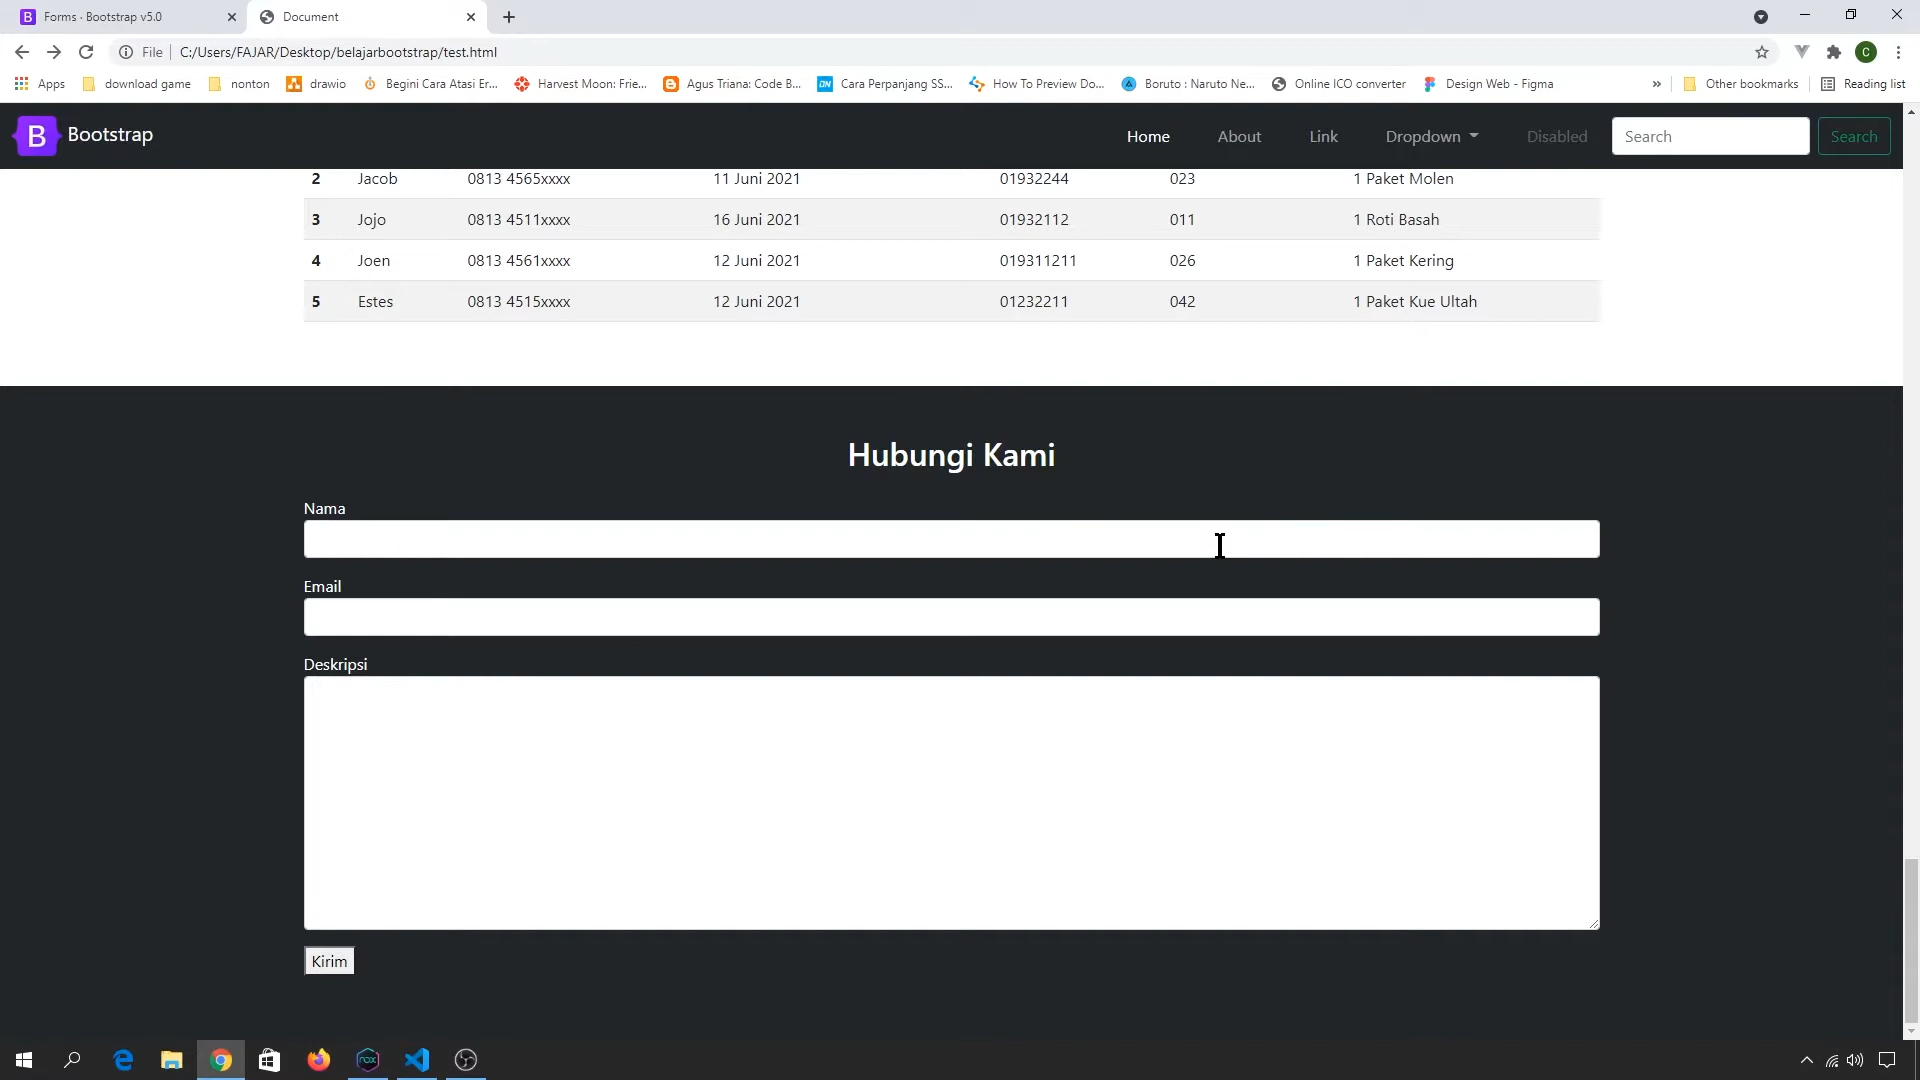 Forms · Bootstrap v5.0
Document
File
C:/Users/FAJAR/Desktop/belajarbootstrap/test.html
C
Apps
download game
nonton
drawio
Begini Cara Atasi Er...
Harvest Moon: Frie...
Agus Triana: Code B...
Cara Perpanjang SS...
How To Preview Do...
Boruto : Naruto Ne...
Online ICO converter
Design Web - Figma
»
Other bookmarks
Reading list
B Bootstrap
Home
About
Link
Dropdown
Disabled
Search
Search
2 Jacob 0813 4565xxxx 11 Juni 2021 01932244 023 1 Paket Molen
3 Jojo 0813 4511xxxx 16 Juni 2021 01932112 011 1 Roti Basah
4 Joen 0813 4561xxxx 12 Juni 2021 019311211 026 1 Paket Kering
5 Estes 0813 4515xxxx 12 Juni 2021 01232211 042 1 Paket Kue Ultah
Hubungi Kami
Nama
Email
Deskripsi
Kirim